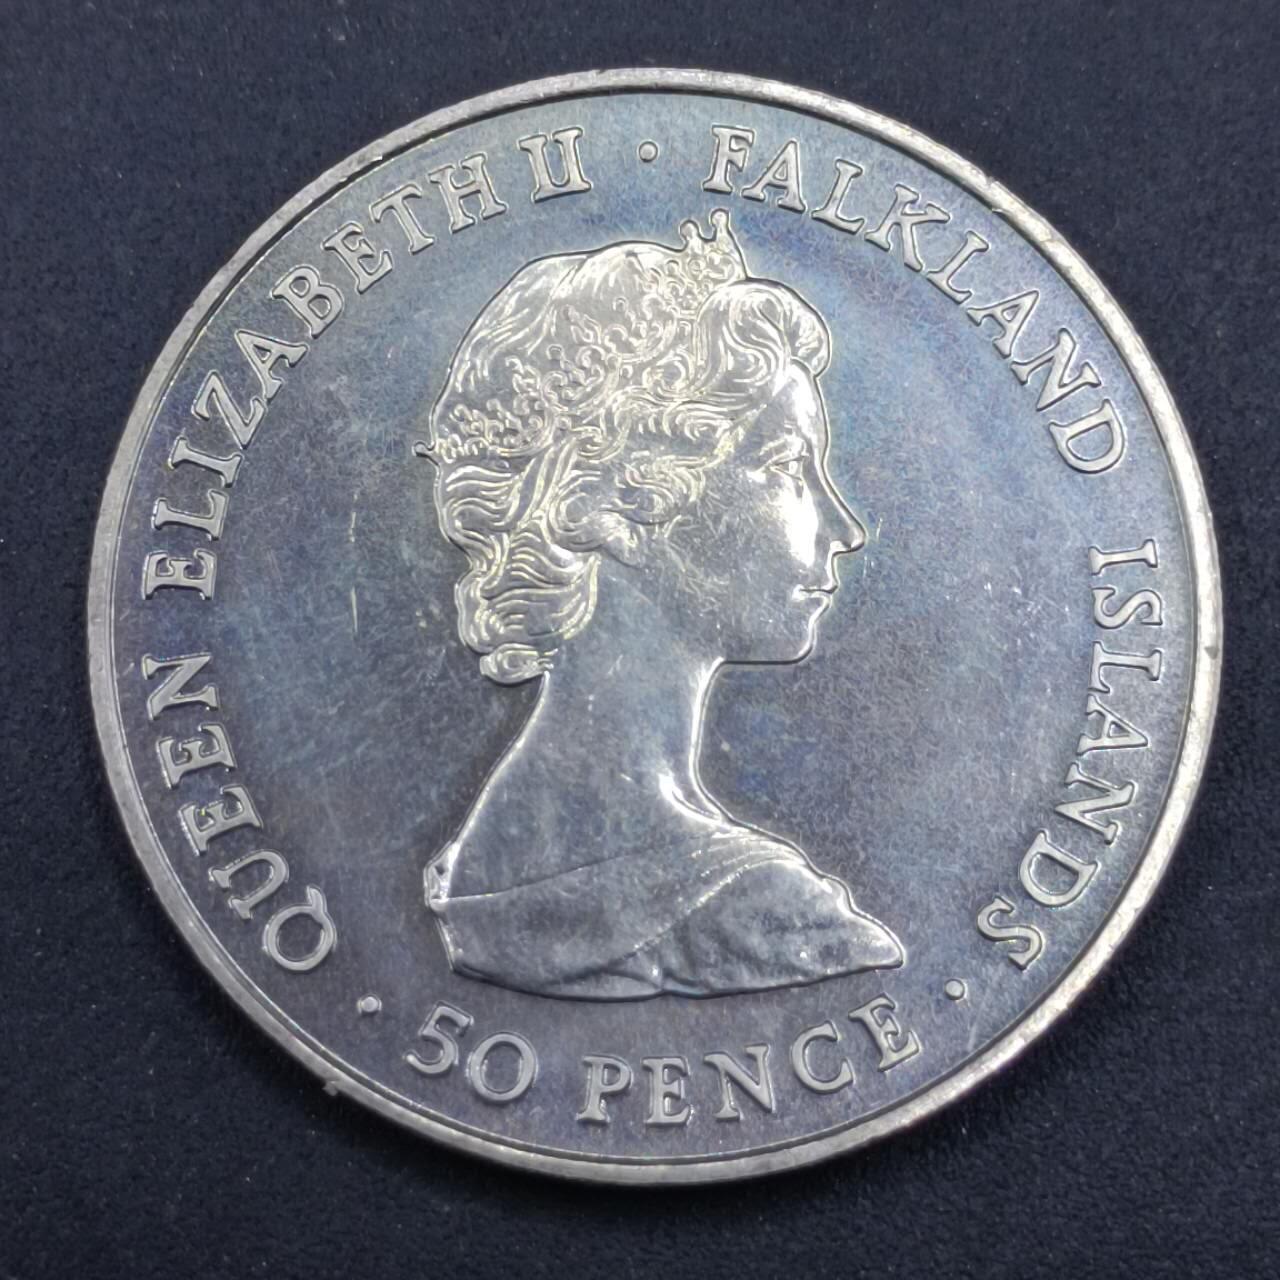 QUEEN ELIZABETH II · FALKLAND ISLANDS ·
50 PENCE ·